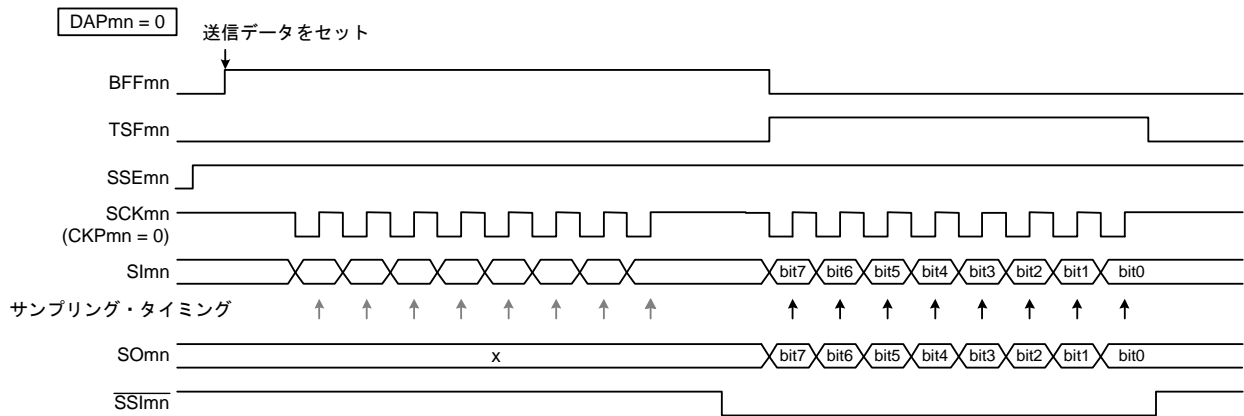 DAPmn = 0
送信データをセット
BFFmn
TSFmn
SSEmn
SCKmn
(CKPmn = 0)
SImn
bit7 bit6 bit5 bit4 bit3 bit2 bit1 bit0
サンプリング・タイミング
SOmn
x
bit7 bit6 bit5 bit4 bit3 bit2 bit1 bit0
SSImn